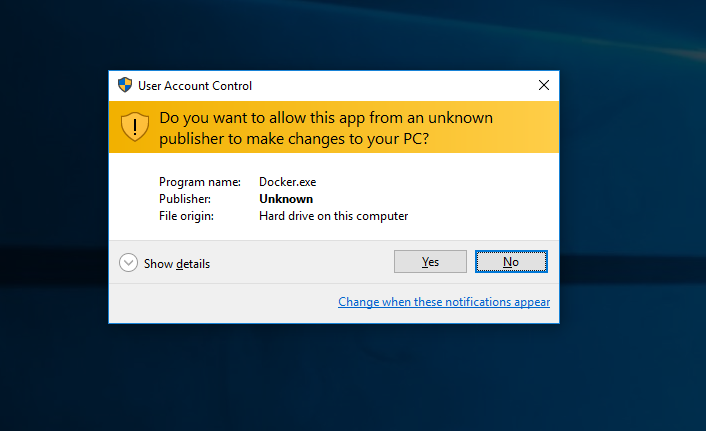 User Account Control
Do you want to allow this app from an unknown
publisher to make changes to your PC?
Program name: Docker.exe
Publisher: Unknown
File origin: Hard drive on this computer
Show details
Yes
No
Change when these notifications appear